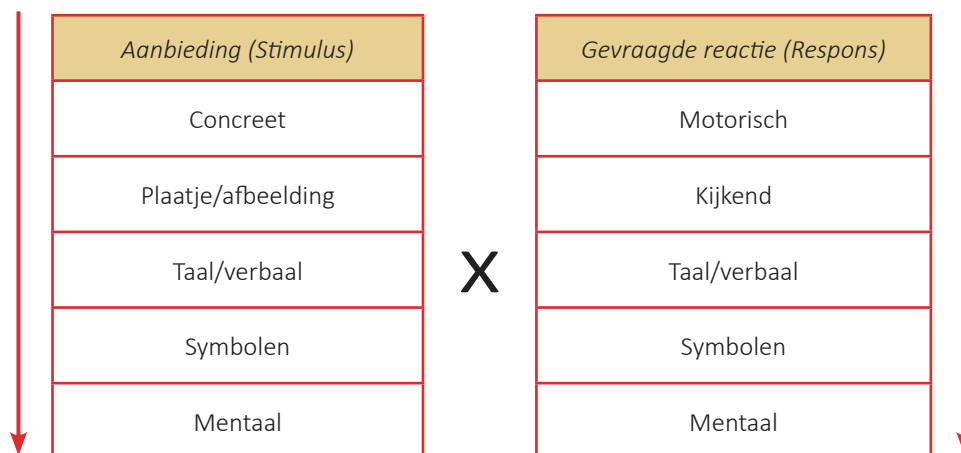 Aanbieding (Stimulus)
Concreet
Plaatje/afbeelding
Taal/verbaal
Symbolen
Mentaal
X
Gevraagde reactie (Respons)
Motorisch
Kijkend
Taal/verbaal
Symbolen
Mentaal